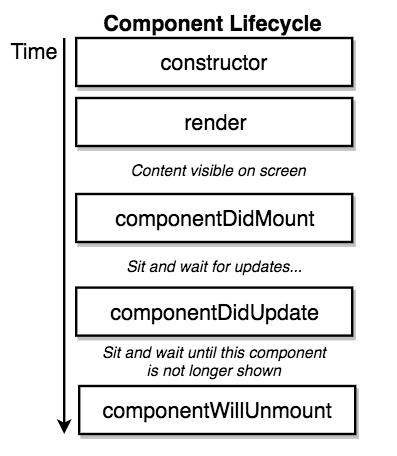 Component Lifecycle
Time
constructor
render
Content visible on screen
componentDidMount
Sit and wait for updates...
componentDidUpdate
Sit and wait until this component
is not longer shown
componentWillUnmount